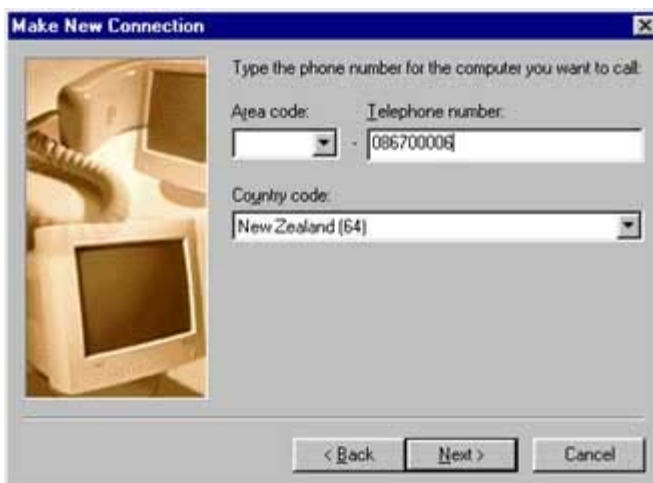 Make New Connection
Type the phone number for the computer you want to call:
Area code: Telephone number:
- 086700006
Country code:
New Zealand (64)
< Back Next > Cancel